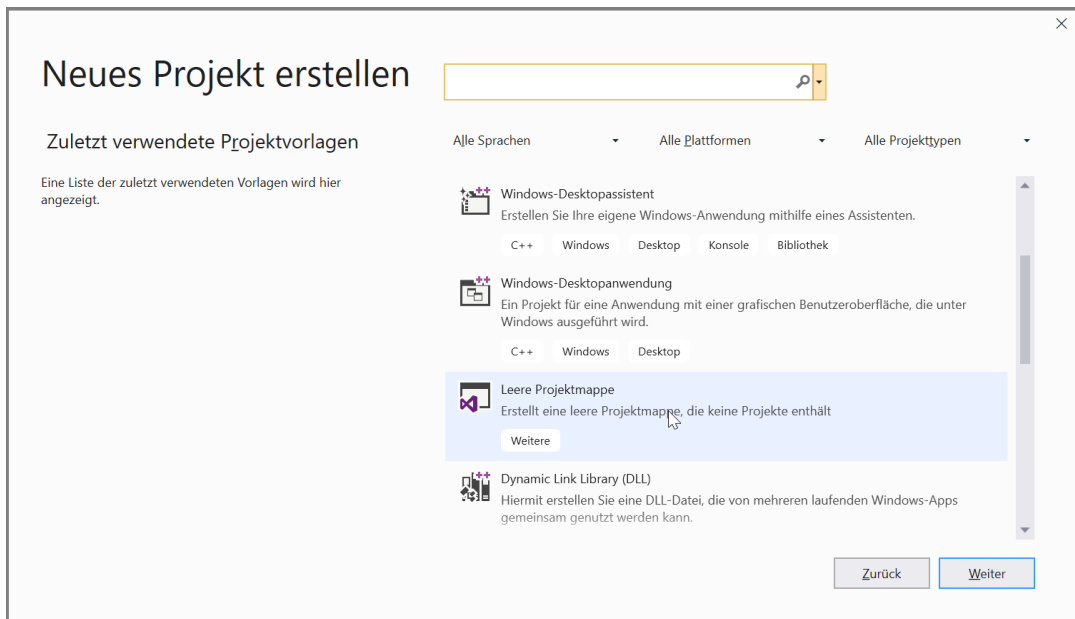 Neues Projekt erstellen
Zuletzt verwendete Projektvorlagen
Eine Liste der zuletzt verwendeten Vorlagen wird hier
angezeigt.
Alle Sprachen
Alle Plattformen
Alle Projekttypen
Windows-Desktopassistent
Erstellen Sie Ihre eigene Windows-Anwendung mithilfe eines Assistenten.
C++ Windows Desktop Konsole Bibliothek
Windows-Desktopanwendung
Ein Projekt für eine Anwendung mit einer grafischen Benutzeroberfläche, die unter
Windows ausgeführt wird.
C++ Windows Desktop
Leere Projektmappe
Erstellt eine leere Projektmappe, die keine Projekte enthält
Weitere
Dynamic Link Library (DLL)
Hiermit erstellen Sie eine DLL-Datei, die von mehreren laufenden Windows-Apps
gemeinsam genutzt werden kann.
Zurück
Weiter